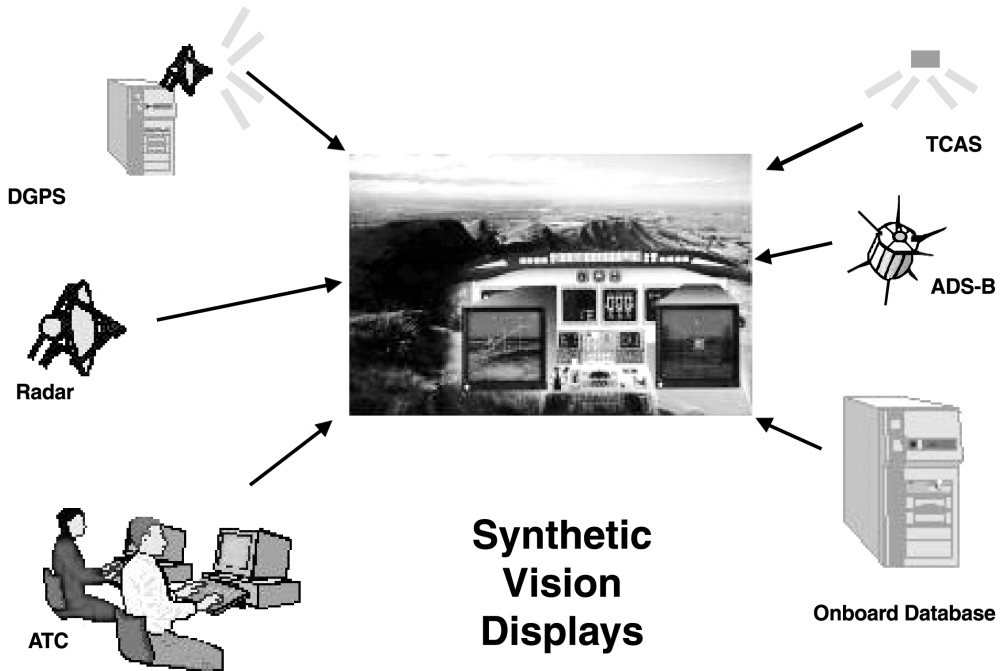 DGPS
TCAS
ADS-B
Radar
Synthetic
Vision
Displays
Onboard Database
ATC